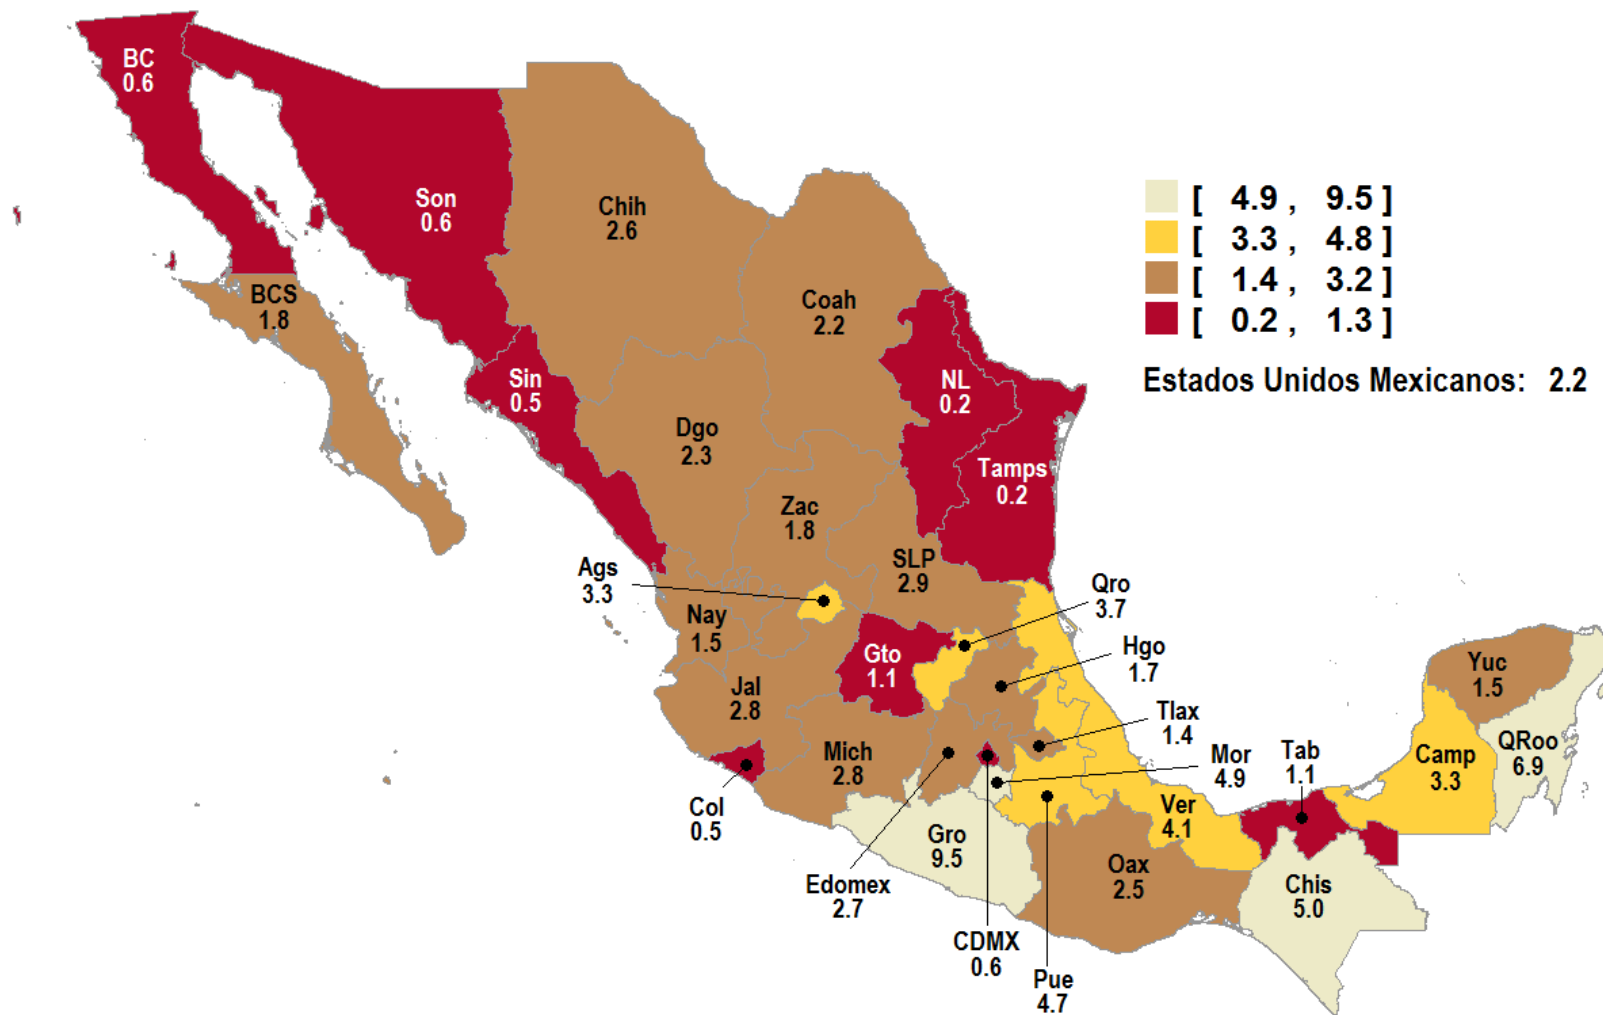 BC
0.6
Son
0.6
Chih
2.6
BCS
1.8
Coah
2.2
[ 4.9 , 9.5 ]
[ 3.3 , 4.8 ]
[ 1.4 , 3.2 ]
[ 0.2 , 1.3 ]
Estados Unidos Mexicanos: 2.2
Sin
0.5
NL
0.2
Dgo
2.3
Tamps
0.2
Zac
1.8
SLP
2.9
Ags
3.3
Qro
3.7
Nay
1.5
Gto
1.1
Hgo
1.7
Yuc
1.5
Jal
2.8
Tlax
1.4
Mich
2.8
Mor
4.9
Tab
1.1
Camp
3.3
QRoo
6.9
Col
0.5
Ver
4.1
Gro
9.5
Oax
2.5
Chis
5.0
Edomex
2.7
CDMX
0.6
Pue
4.7